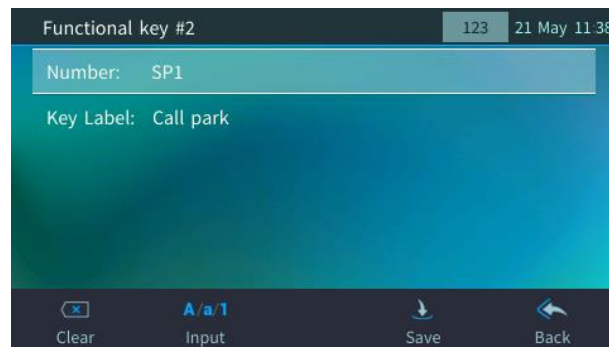 Functional key #2 123 21 May 11:38
Number: SP1
Key Label: Call park
A/a/1
Clear Input Save Back